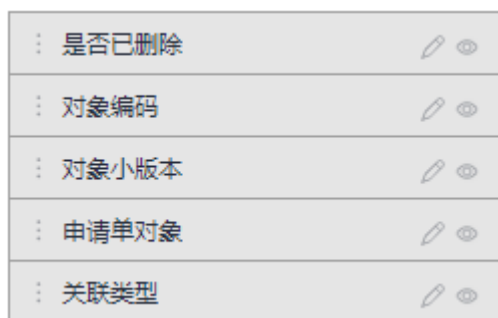 是否已删除
对象编码
对象小版本
申请单对象
关联类型